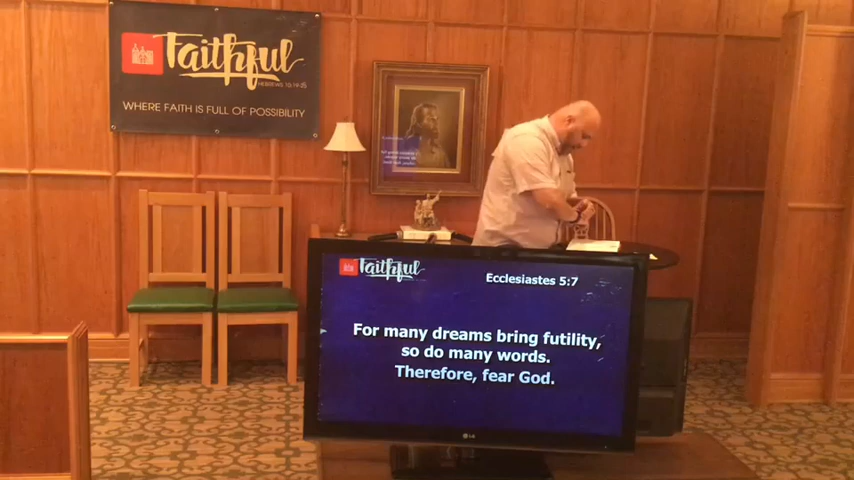 Faithful
HEBREWS 10:19-25
WHERE FAITH IS FULL OF POSSIBILITY
Faithful
Ecclesiastes 5:7
For many dreams bring futility,
so do many words.
Therefore, fear God.
LG